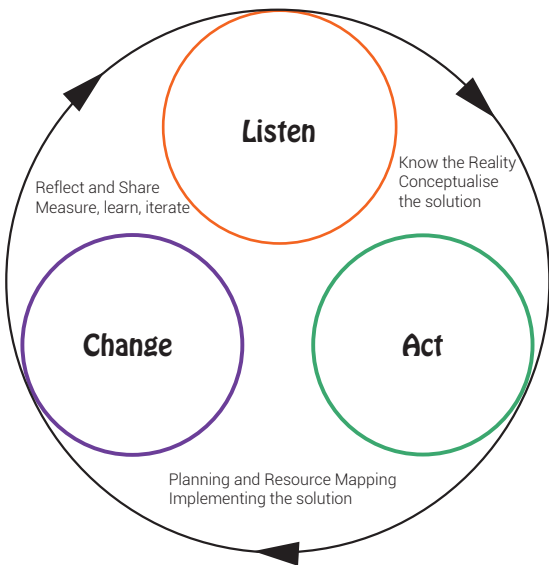 Listen
Know the Reality
Conceptualise
the solution
Reflect and Share
Measure, learn, iterate
Change
Act
Planning and Resource Mapping
Implementing the solution